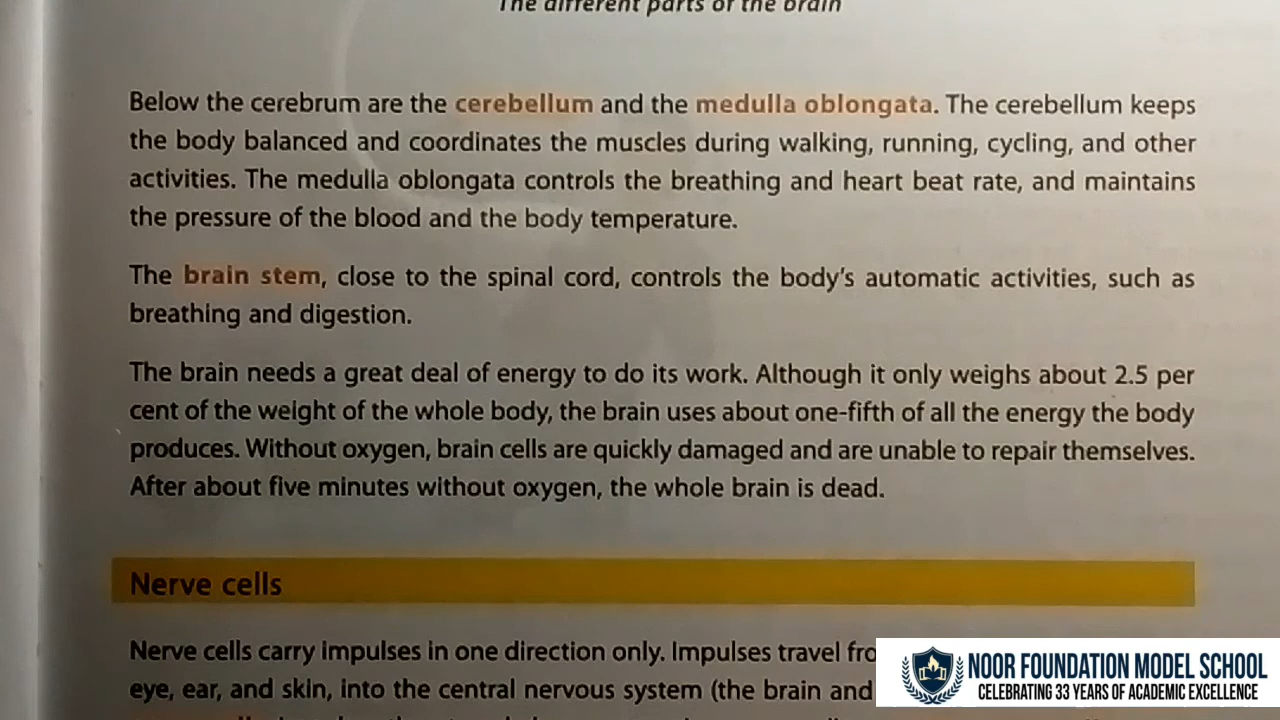 The different parts of the brain
Below the cerebrum are the cerebellum and the medulla oblongata. The cerebellum keeps
the body balanced and coordinates the muscles during walking, running, cycling, and other
activities. The medulla oblongata controls the breathing and heart beat rate, and maintains
the pressure of the blood and the body temperature.
The brain stem, close to the spinal cord, controls the body's automatic activities, such as
breathing and digestion.
The brain needs a great deal of energy to do its work. Although it only weighs about 2.5 per
cent of the weight of the whole body, the brain uses about one-fifth of all the energy the body
produces. Without oxygen, brain cells are quickly damaged and are unable to repair themselves.
After about five minutes without oxygen, the whole brain is dead.
Nerve cells
Nerve cells carry impulses in one direction only. Impulses travel
eye, ear, and skin, into the central nervous system (the brain and
NOOR FOUNDATION MODEL SCHOOL
CELEBRATING 33 YEARS OF ACADEMIC EXCELLENCE